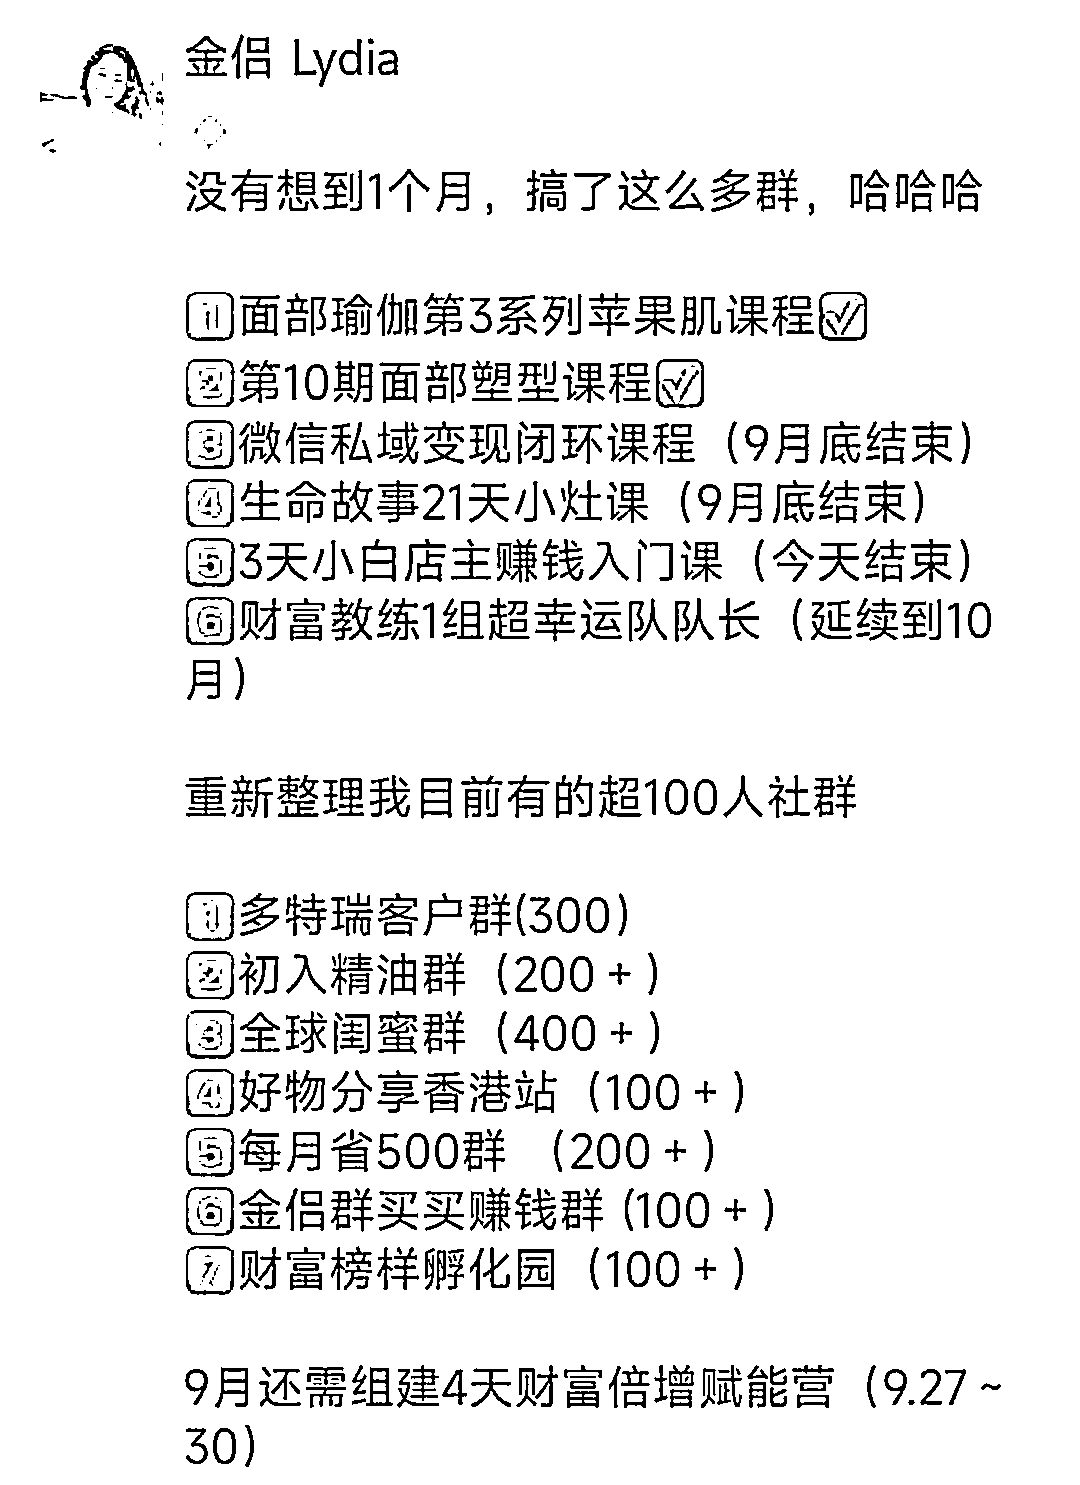 金侣 Lydia
没有想到1个月，搞了这么多群，哈哈哈
1面部瑜伽第3系列苹果肌课程✅
2第10期面部塑型课程✅
3微信私域变现闭环课程（9月底结束）
4生命故事21天小灶课（9月底结束）
53天小白店主赚钱入门课（今天结束）
6财富教练1组超幸运队队长（延续到10
月）
重新整理我目前有的超100人社群
1多特瑞客户群(300）
2初入精油群（200+）
3全球闺蜜群（400+）
4好物分享香港站（100+）
5每月省500群 （200+）
6金侣群买买赚钱群 (100+）
7财富榜样孵化园（100+）
9月还需组建4天财富倍增赋能营（9.27~
30）